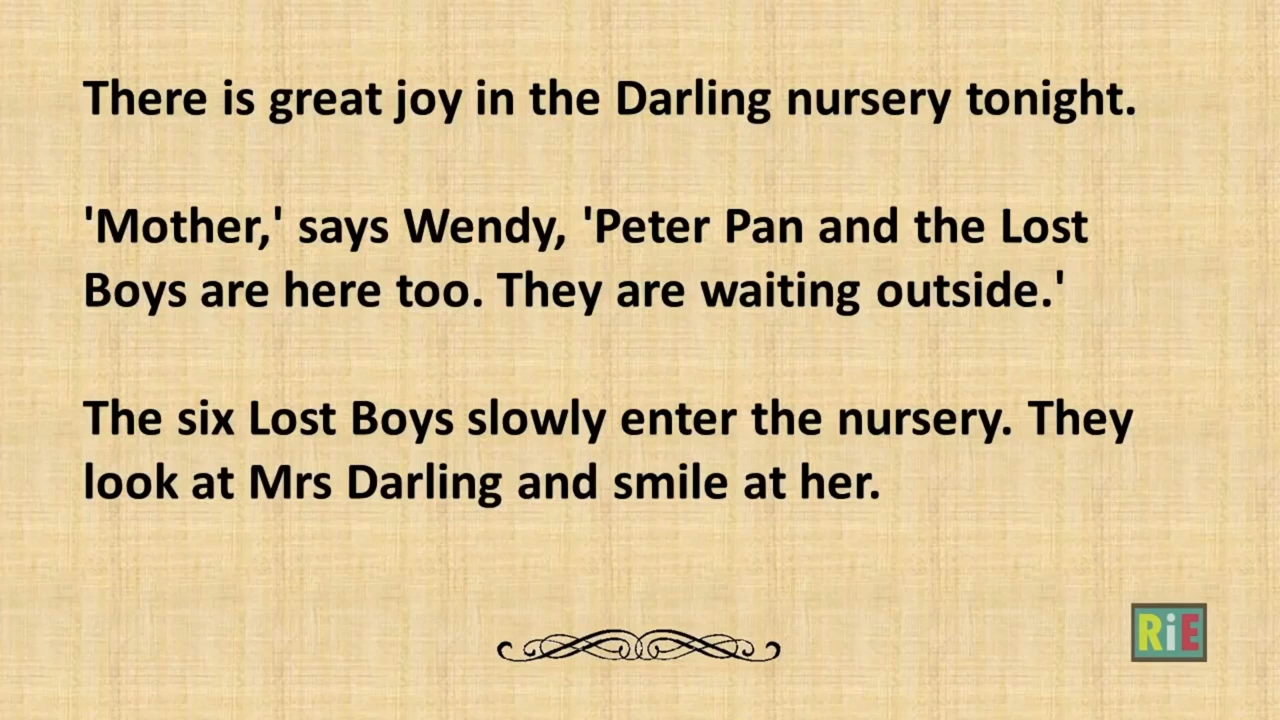 There is great joy in the Darling nursery tonight.
'Mother,' says Wendy, 'Peter Pan and the Lost
Boys are here too. They are waiting outside.'
The six Lost Boys slowly enter the nursery. They
look at Mrs Darling and smile at her.
RiE